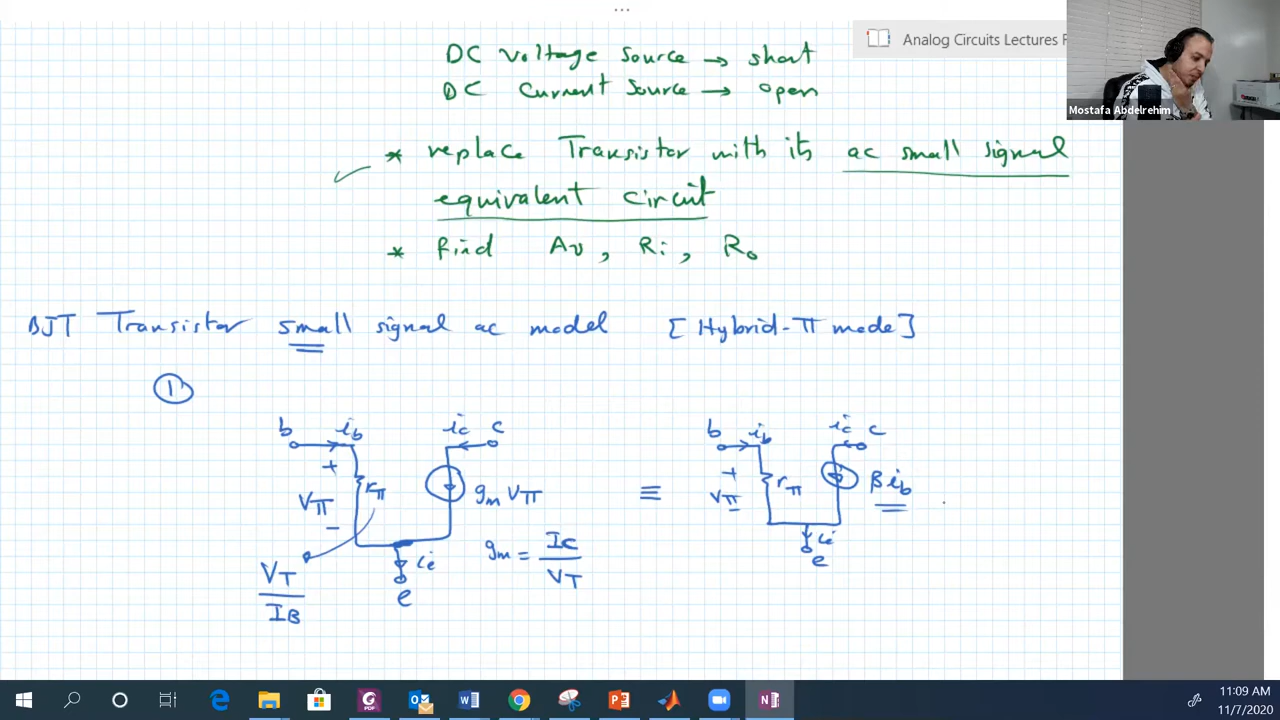 DC Voltage Source → short
DC Current Source → open
Analog Circuits Lectures F
Mostafa Abdelrehim
* replace Transistor with its ac small signal
equivalent circuit
* find Av, Ri, Ro
BJT Transistor small signal ac model [Hybrid-π mode]
①
b ib ic c
+ Vπ − rπ gm Vπ
gm = IC / VT
VT / IB
ie
e
≡
b ib ic c
+ Vπ − rπ β ib
ie
e
11:09 AM
11/7/2020